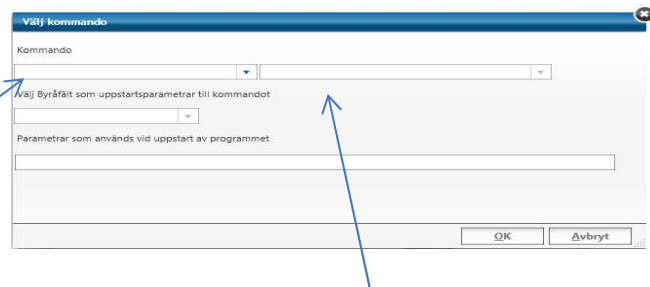 Välj kommando
Kommando
Välj Byråfält som uppstartsparametrar till kommandot
Parametrar som används vid uppstart av programmet
OK Avbryt